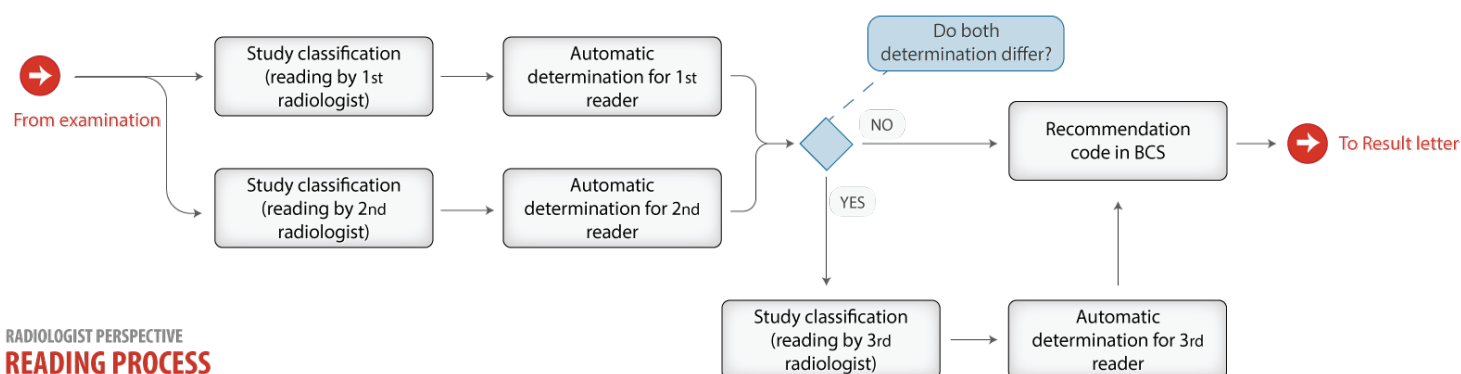 From examination
Study classification
(reading by 1st
radiologist)
Automatic
determination for 1st
reader
Study classification
(reading by 2nd
radiologist)
Automatic
determination for 2nd
reader
Do both
determination differ?
NO
YES
Recommendation
code in BCS
To Result letter
Study classification
(reading by 3rd
radiologist)
Automatic
determination for 3rd
reader
RADIOLOGIST PERSPECTIVE
READING PROCESS